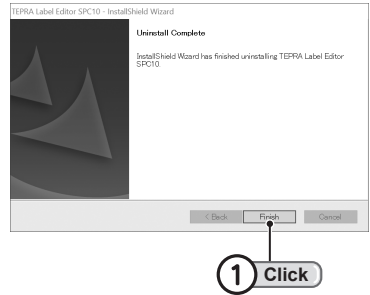 TEPRA Label Editor SPC10 - InstallShield Wizard
Uninstall Complete
InstallShield Wizard has finished uninstalling TEPRA Label Editor
SPC10.
< Back Finish Cancel
1 Click